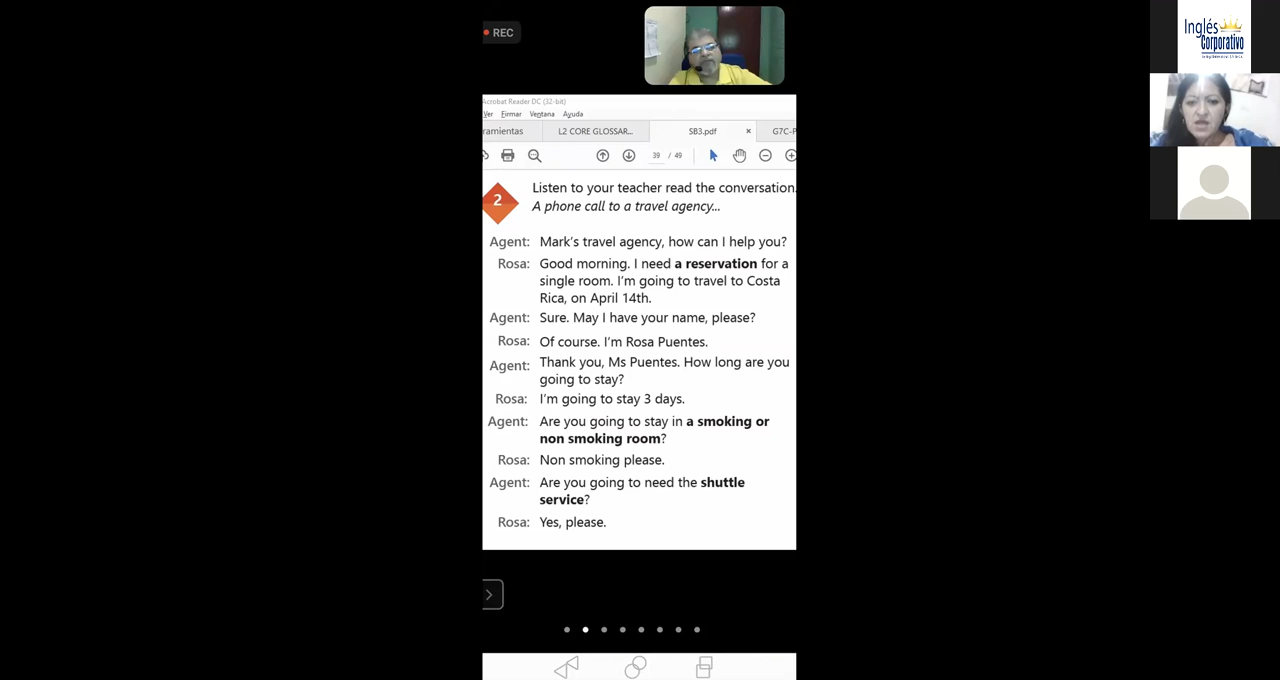 REC
Acrobat Reader DC (32-bit)
Ver Firmar Ventana Ayuda
ramientas L2 CORE GLOSSAR... SB3.pdf × G7C-P
39 / 49
2
Listen to your teacher read the conversation.
A phone call to a travel agency...
Agent: Mark's travel agency, how can I help you?
Rosa: Good morning. I need a reservation for a
single room. I'm going to travel to Costa
Rica, on April 14th.
Agent: Sure. May I have your name, please?
Rosa: Of course. I'm Rosa Puentes.
Agent: Thank you, Ms Puentes. How long are you
going to stay?
Rosa: I'm going to stay 3 days.
Agent: Are you going to stay in a smoking or
non smoking room?
Rosa: Non smoking please.
Agent: Are you going to need the shuttle
service?
Rosa: Yes, please.
Inglés
Corporativo